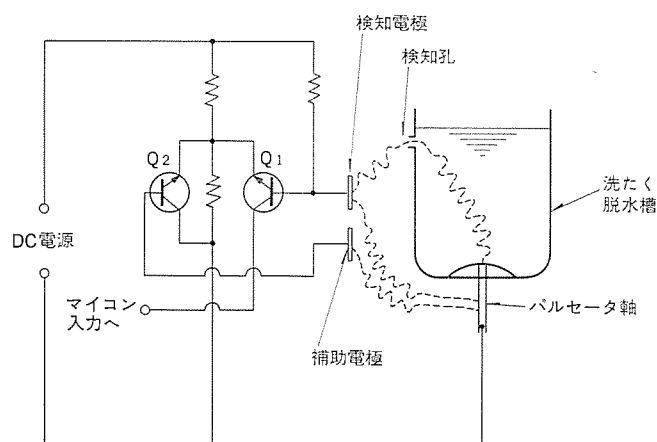 検知電極
検知孔
Q2
Q1
洗たく
脱水槽
DC電源
マイコン
入力へ
パルセータ軸
補助電極